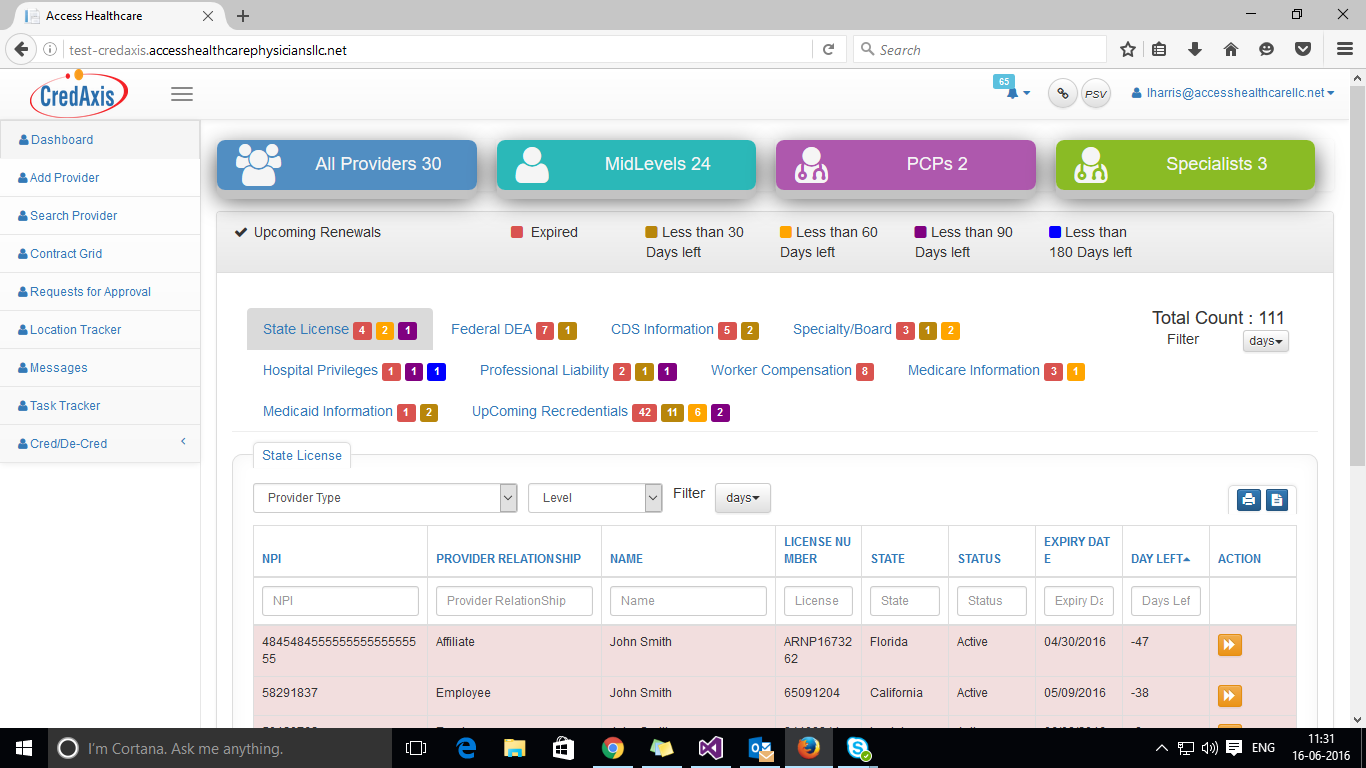 Access Healthcare
test-credaxis.accesshealthcarephysiciansllc.net
Search
CredAxis
65
PSV
lharris@accesshealthcarellc.net
Dashboard
Add Provider
Search Provider
Contract Grid
Requests for Approval
Location Tracker
Messages
Task Tracker
Cred/De-Cred
All Providers 30
MidLevels 24
PCPs 2
Specialists 3
Upcoming Renewals
Expired
Less than 30
Days left
Less than 60
Days left
Less than 90
Days left
Less than
180 Days left
State License 4 2 1
Federal DEA 7 1
CDS Information 5 2
Specialty/Board 3 1 2
Total Count : 111
Filter
days
Hospital Privileges 1 1 1
Professional Liability 2 1 1
Worker Compensation 8
Medicare Information 3 1
Medicaid Information 1 2
UpComing Recredentials 42 11 6 2
State License
Provider Type
Level
Filter
days
NPI
PROVIDER RELATIONSHIP
NAME
LICENSE NU
MBER
STATE
STATUS
EXPIRY DAT
E
DAY LEFT
ACTION
NPI
Provider RelationShip
Name
License
State
Status
Expiry Da
Days Lef
4845484555555555555555
55
Affiliate
John Smith
ARNP16732
62
Florida
Active
04/30/2016
-47
58291837
Employee
John Smith
65091204
California
Active
05/09/2016
-38
I'm Cortana. Ask me anything.
ENG
11:31
16-06-2016